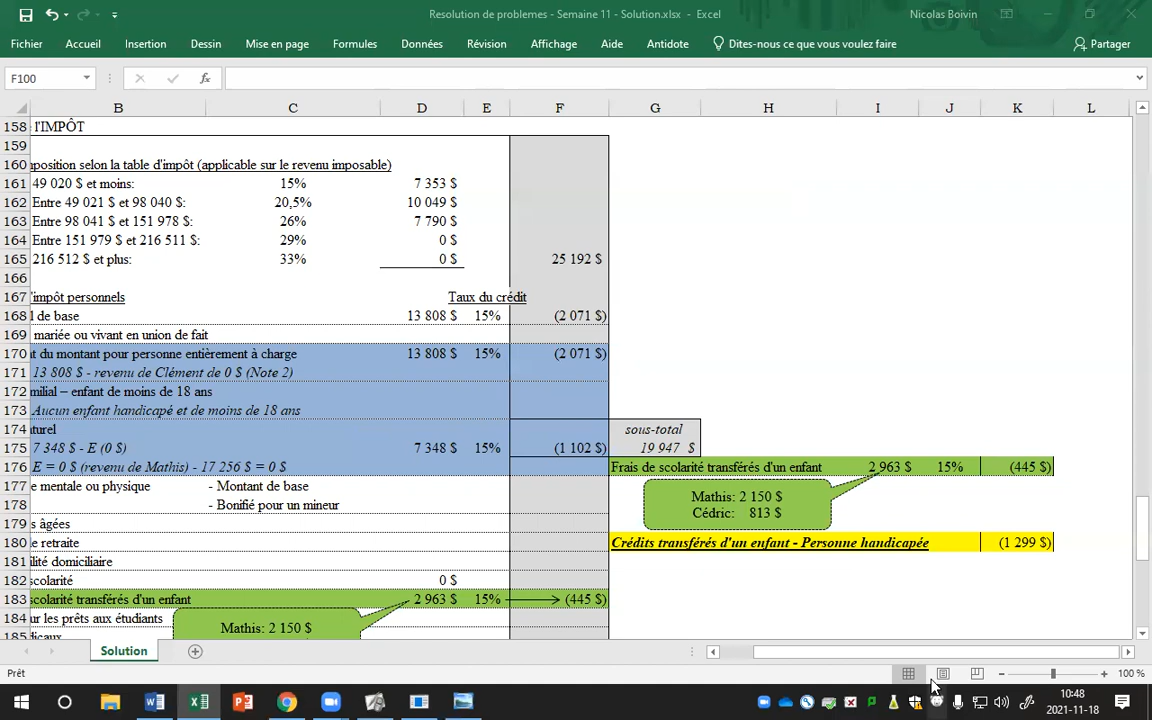 Resolution de problemes - Semaine 11 - Solution.xlsx - Excel
Nicolas Boivin
Fichier Accueil Insertion Dessin Mise en page Formules Données Révision Affichage Aide Antidote Dites-nous ce que vous voulez faire Partager
F100 fx
B C D E F G H I J K L
158 l'IMPÔT
159
160 nposition selon la table d'impôt (applicable sur le revenu imposable)
161 49 020 $ et moins: 15% 7 353 $
162 Entre 49 021 $ et 98 040 $: 20,5% 10 049 $
163 Entre 98 041 $ et 151 978 $: 26% 7 790 $
164 Entre 151 979 $ et 216 511 $: 29% 0 $
165 216 512 $ et plus: 33% 0 $ 25 192 $
166
167 'impôt personnels Taux du crédit
168 l de base 13 808 $ 15% (2 071 $)
169 mariée ou vivant en union de fait
170 nt du montant pour personne entièrement à charge 13 808 $ 15% (2 071 $)
171 13 808 $ - revenu de Clément de 0 $ (Note 2)
172 milial – enfant de moins de 18 ans
173 Aucun enfant handicapé et de moins de 18 ans
174 aturel sous-total
175 7 348 $ - E (0 $) 7 348 $ 15% (1 102 $) 19 947 $
176 E = 0 $ (revenu de Mathis) - 17 256 $ = 0 $ Frais de scolarité transférés d'un enfant 2 963 $ 15% (445 $)
177 e mentale ou physique - Montant de base
Mathis: 2 150 $
178 - Bonifié pour un mineur
Cédric: 813 $
179 s âgées
180 e retraite Crédits transférés d'un enfant - Personne handicapée (1 299 $)
181 ilité domiciliaire
182 scolarité 0 $
183 scolarité transférés d'un enfant 2 963 $ 15% (445 $)
184 ur les prêts aux étudiants
Mathis: 2 150 $
185 dicaux
Solution
Prêt 100 %
10:48
2021-11-18